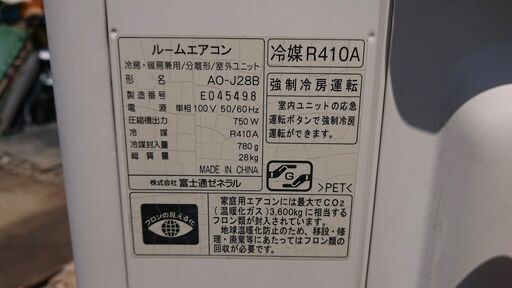 ルームエアコン
冷房・暖房兼用/分離形/室外ユニット
形 名 AO-J28B
製造番号 E045498
電 源 単相100V 50/60Hz
圧縮機出力 750W
冷 媒 R410A
冷媒封入量 780g
総質量 28kg
MADE IN CHINA
株式会社 富士通ゼネラル
冷媒R410A
強制冷房運転
室内ユニットの応急
運転ボタンで強制冷房
運転ができます。
G
>PET<
フロンの見える化
家庭用エアコンには最大でCO2
(温暖化ガス)3,600kgに相当する
フロン類が封入されています。
地球温暖化防止のため、移設・修
理・廃棄等にあたってはフロン類の
回収が必要です。